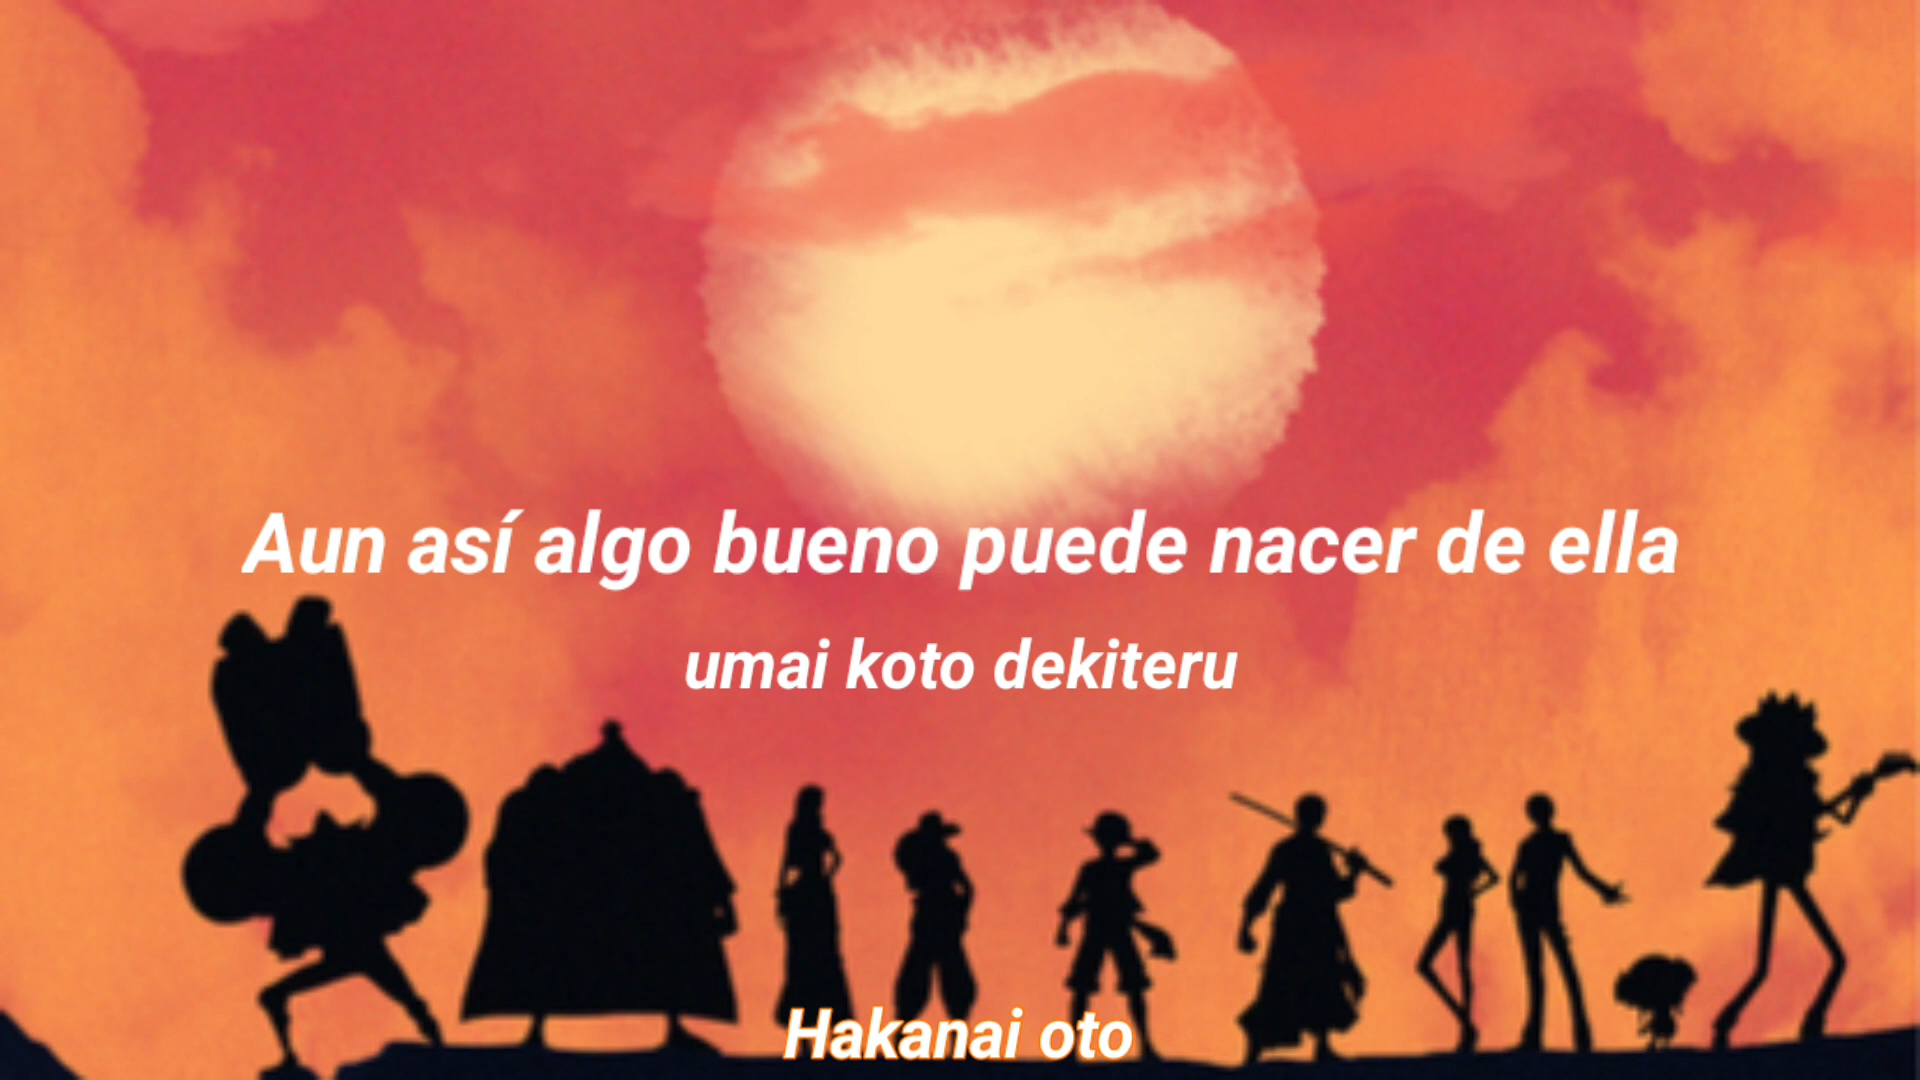 Aun así algo bueno puede nacer de ella
umai koto dekiteru
Hakanai oto